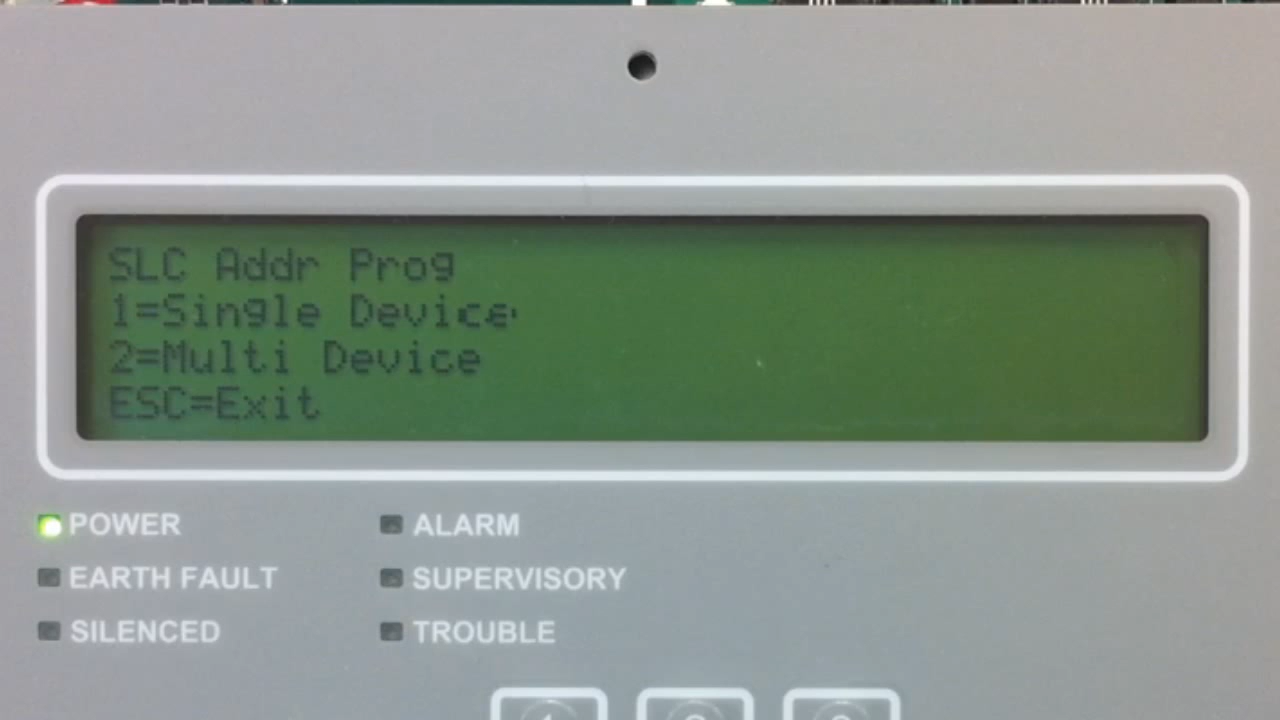 SLC Addr Prog
1=Single Device
2=Multi Device
ESC=Exit
POWER
ALARM
EARTH FAULT
SUPERVISORY
SILENCED
TROUBLE